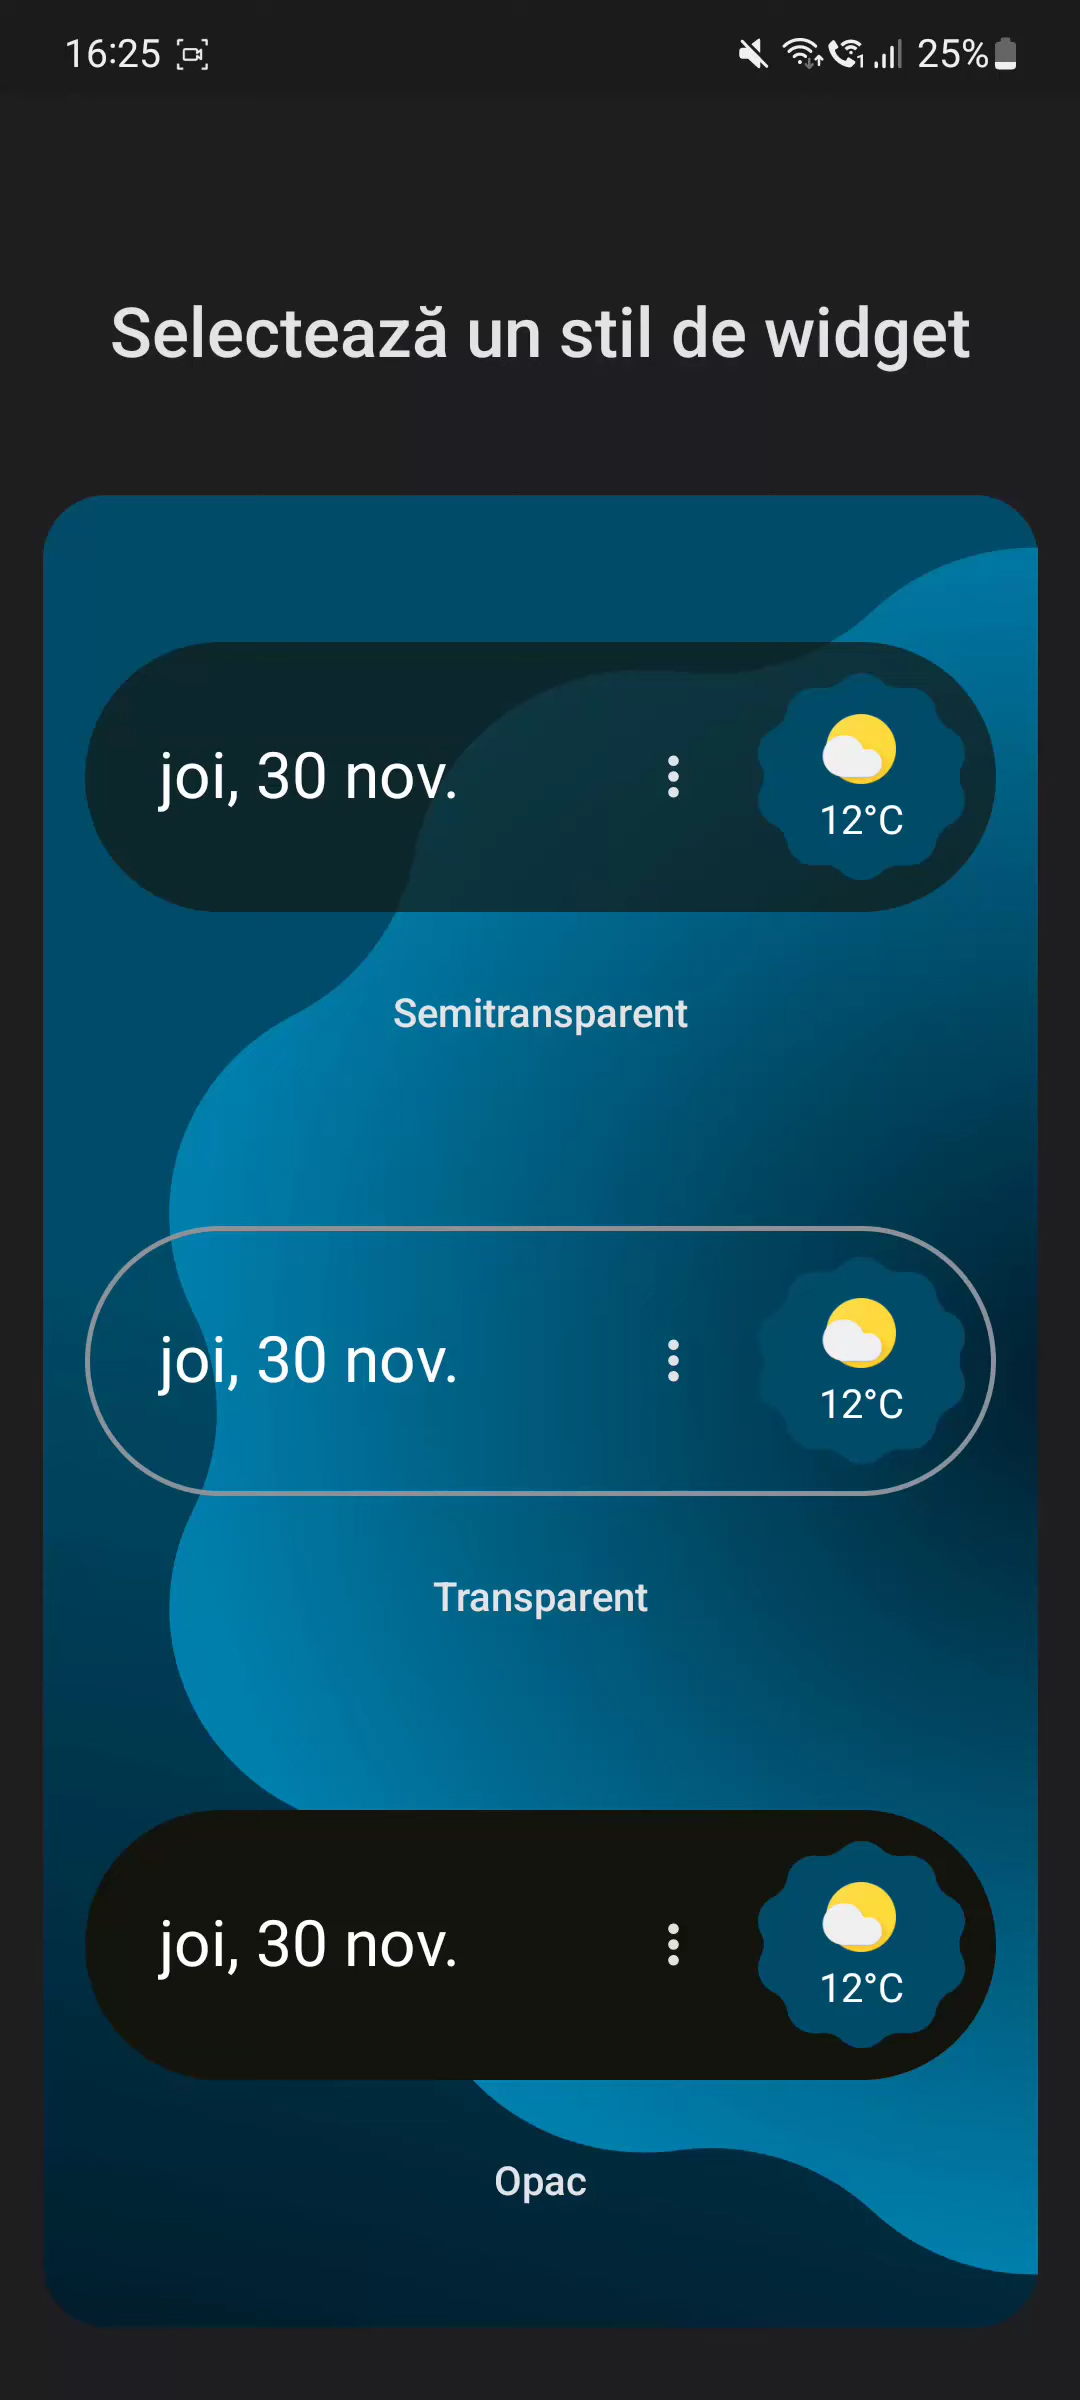 16:25 25%
Selectează un stil de widget
joi, 30 nov.
12°C
Semitransparent
joi, 30 nov.
12°C
Transparent
joi, 30 nov.
12°C
Opac